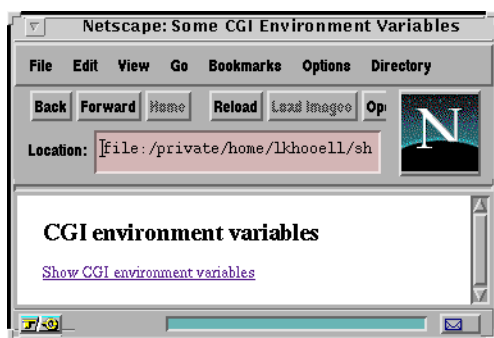 Netscape: Some CGI Environment Variables
File Edit View Go Bookmarks Options Directory
Back Forward Home Reload Load Images Op
Location: file:/private/home/lkhooell/sh
N
CGI environment variables
Show CGI environment variables